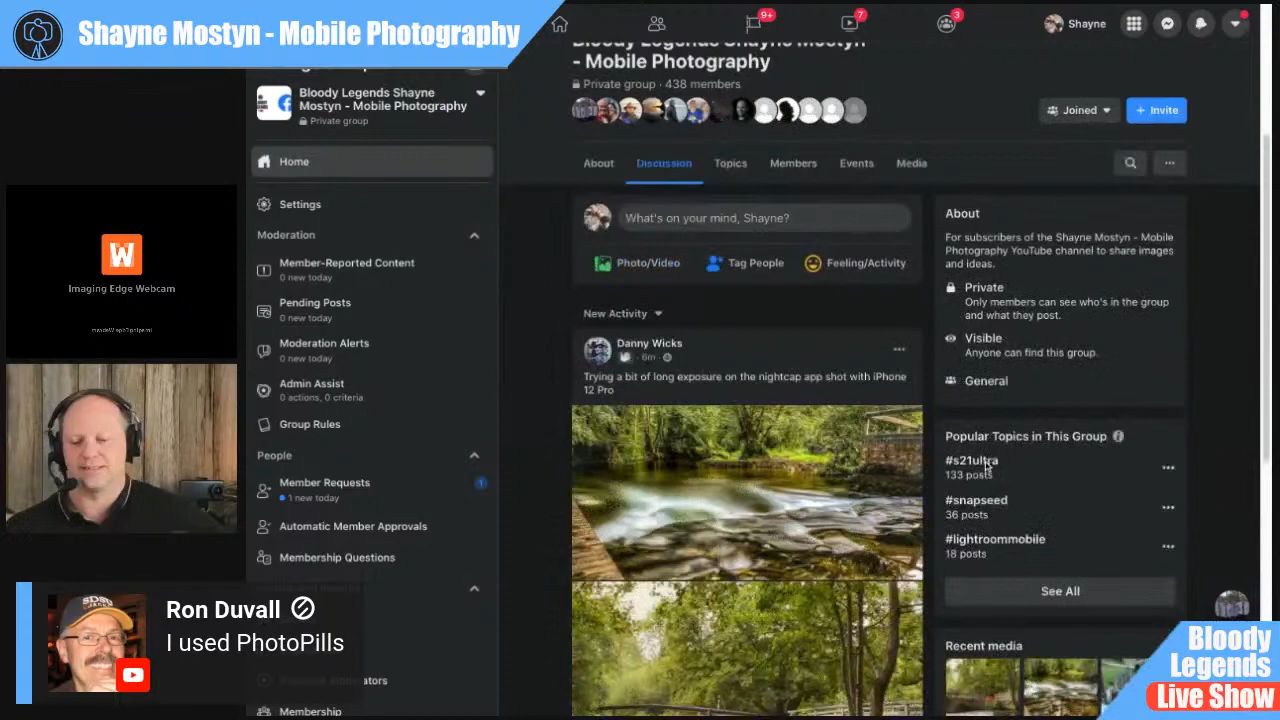 Shayne Mostyn - Mobile Photography
9+
7
3
Shayne
Bloody Legends Shayne Mostyn
- Mobile Photography
Private group · 438 members
Joined
+ Invite
Bloody Legends Shayne
Mostyn - Mobile Photography
Private group
Home
Settings
Moderation
Member-Reported Content
0 new today
Pending Posts
0 new today
Moderation Alerts
0 new today
Admin Assist
0 actions, 0 criteria
Group Rules
People
Member Requests
1 new today
1
Automatic Member Approvals
Membership Questions
Membership
About
Discussion
Topics
Members
Events
Media
What's on your mind, Shayne?
Photo/Video
Tag People
Feeling/Activity
New Activity
Danny Wicks
6m
Trying a bit of long exposure on the nightcap app shot with iPhone
12 Pro
About
For subscribers of the Shayne Mostyn - Mobile
Photography YouTube channel to share images
and ideas.
Private
Only members can see who's in the group
and what they post.
Visible
Anyone can find this group.
General
Popular Topics in This Group
#s21ultra
133 posts
#snapseed
36 posts
#lightroommobile
18 posts
See All
Recent media
W
Imaging Edge Webcam
SDSU
Ron Duvall
I used PhotoPills
Bloody
Legends
Live Show